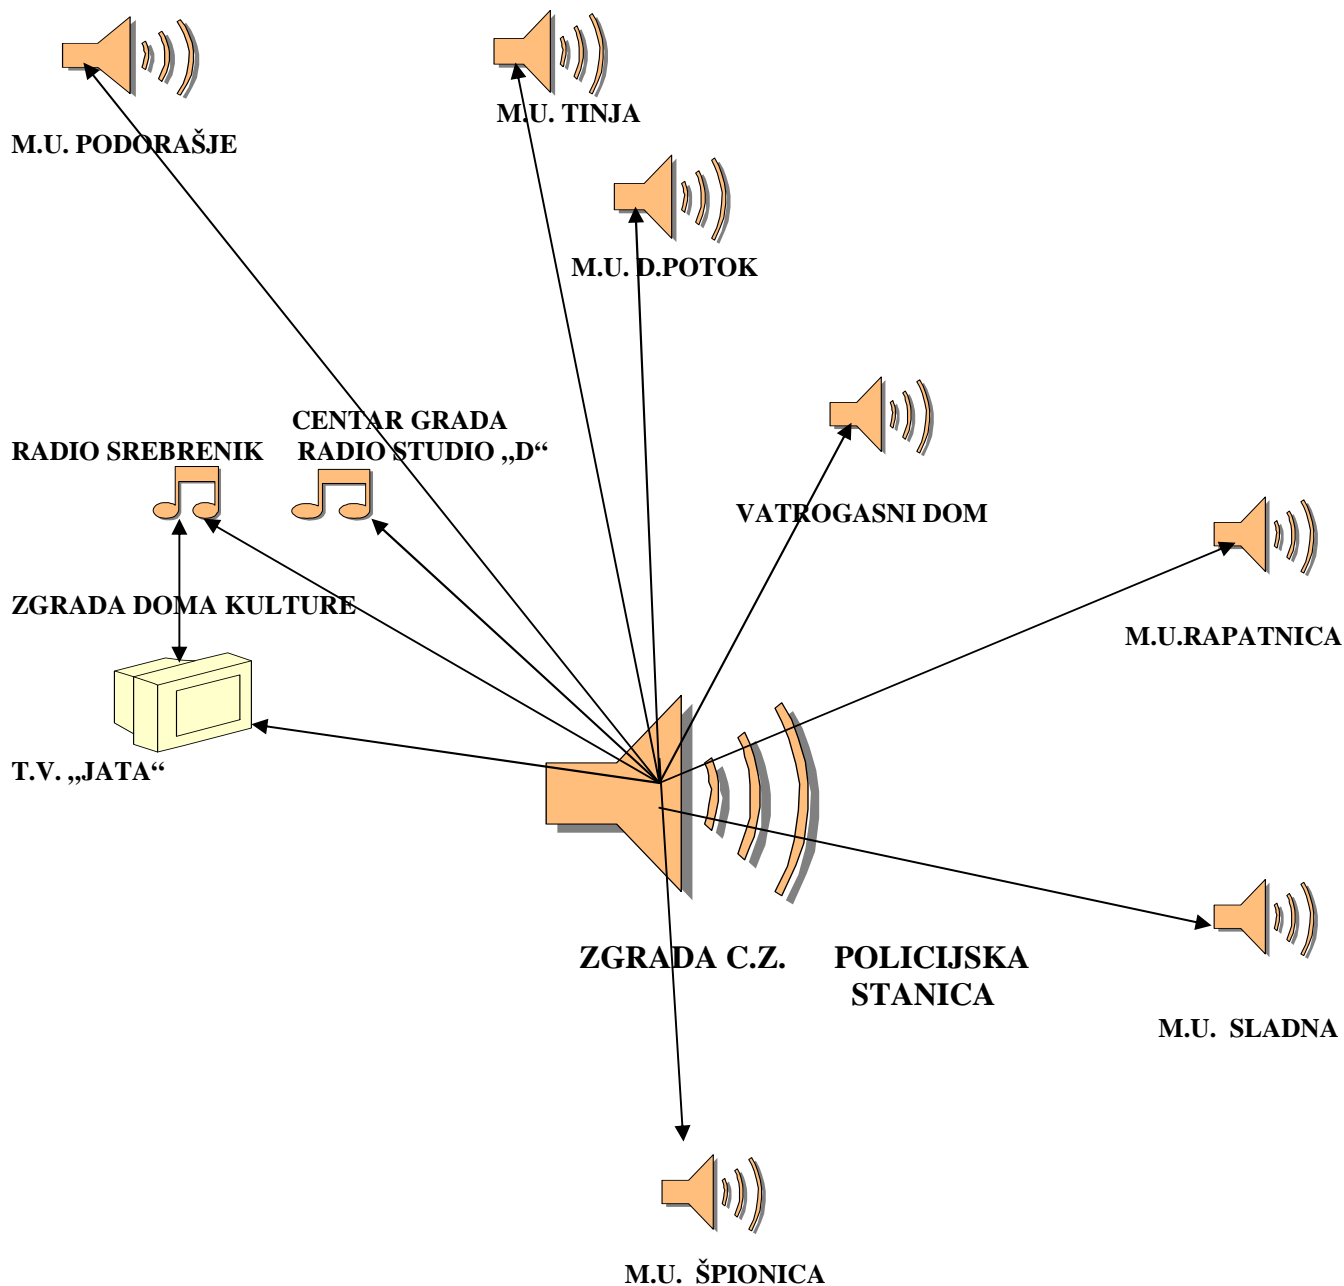 M.U. TINJA
M.U. PODORAŠJE
M.U. D.POTOK
CENTAR GRADA
RADIO SREBRENIK
RADIO STUDIO „D“
VATROGASNI DOM
ZGRADA DOMA KULTURE
M.U.RAPATNICA
T.V. „JATA“
ZGRADA C.Z.
POLICIJSKA
STANICA
M.U. SLADNA
M.U. ŠPIONICA